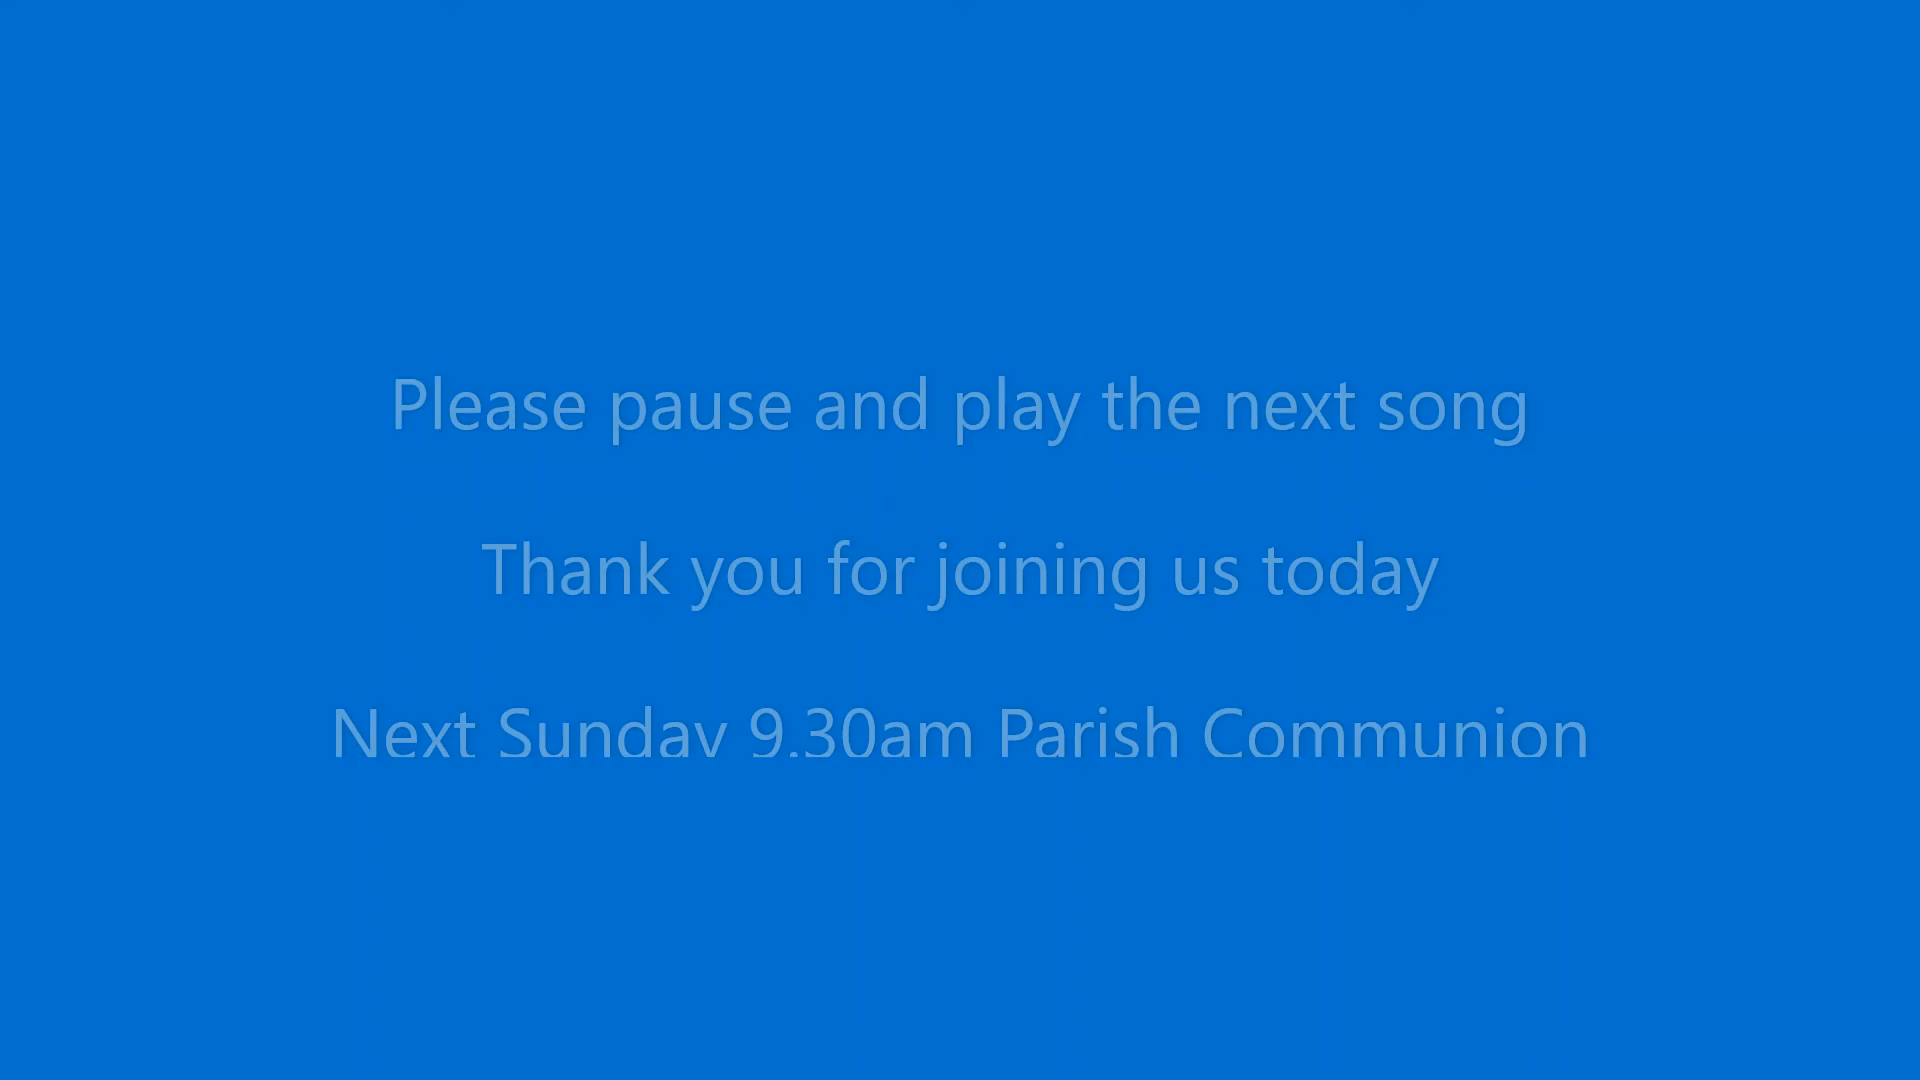 Please pause and play the next song
Thank you for joining us today
Next Sunday 9.30am Parish Communion